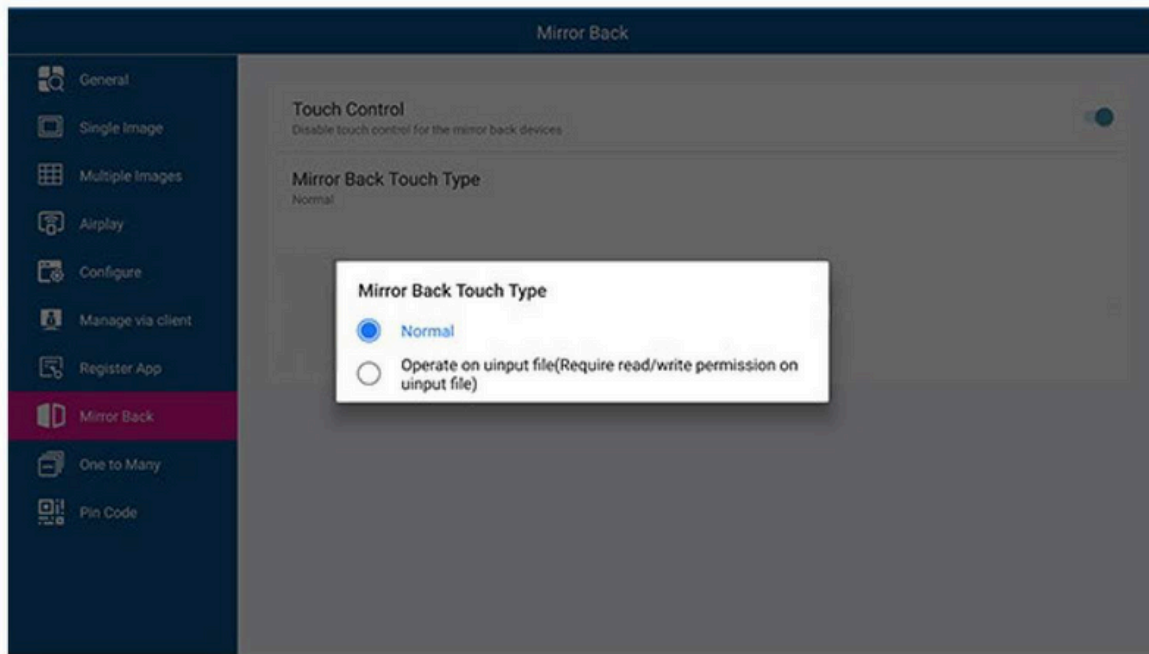 Mirror Back
General
Single Image
Multiple Images
Airplay
Configure
Manage via client
Register App
Mirror Back
One to Many
Pin Code
Touch Control
Disable touch control for the mirror back devices
Mirror Back Touch Type
Normal
Mirror Back Touch Type
Normal
Operate on uinput file(Require read/write permission on
uinput file)